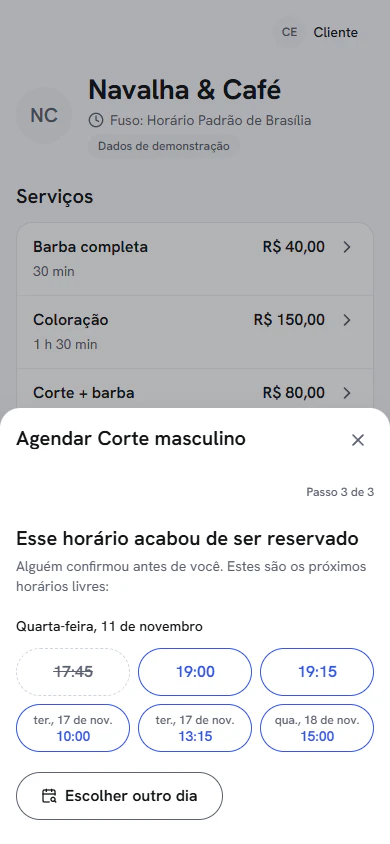 CE Cliente
Navalha & Café
NC
Fuso: Horário Padrão de Brasília
Dados de demonstração
Serviços
Barba completa R$ 40,00
30 min
Coloração R$ 150,00
1 h 30 min
Corte + barba R$ 80,00
Agendar Corte masculino
Passo 3 de 3
Esse horário acabou de ser reservado
Alguém confirmou antes de você. Estes são os próximos
horários livres:
Quarta-feira, 11 de novembro
17:45 19:00 19:15
ter., 17 de nov. ter., 17 de nov. qua., 18 de nov.
10:00 13:15 15:00
Escolher outro dia